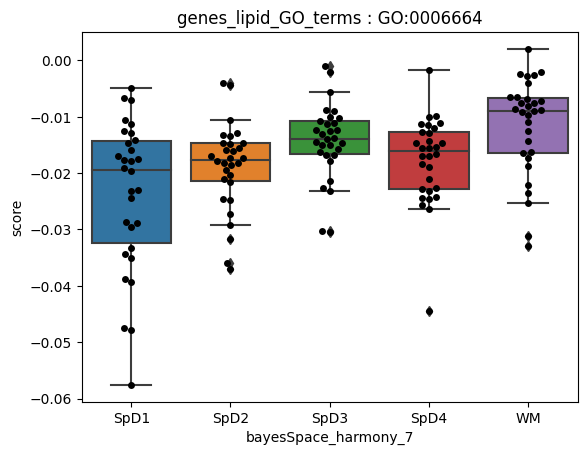 genes_lipid_GO_terms : GO:0006664
0.00
−0.01
−0.02
−0.03
−0.04
−0.05
−0.06
score
SpD1 SpD2 SpD3 SpD4 WM
bayesSpace_harmony_7